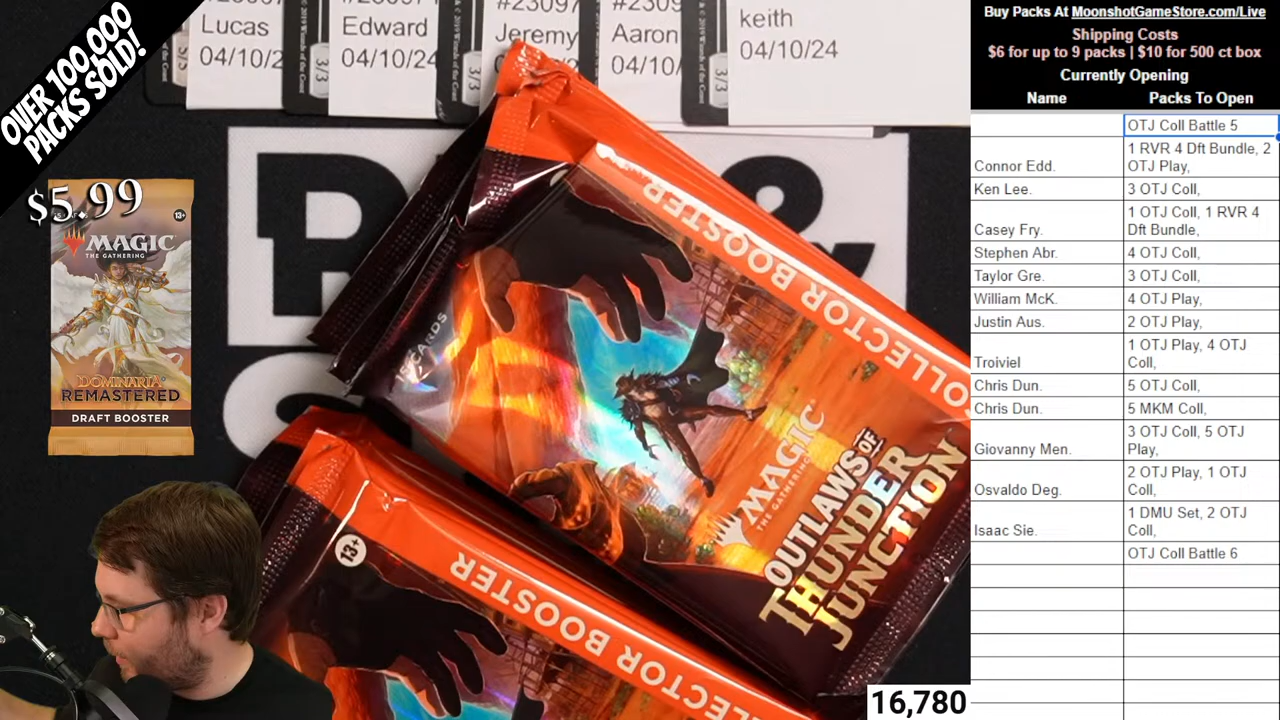 OVER 100,000
PACKS SOLD!
Lucas
04/10/2
Edward
04/10/24
Jeremy
#2309
Aaron
04/10/
keith
04/10/24
3/3
3/3
3/3
$5.99
13+
MAGIC
THE GATHERING
DOMINARIA
REMASTERED
DRAFT BOOSTER
COLLECTOR BOOSTER
MAGIC
THE GATHERING
OUTLAWS OF
THUNDER
JUNCTION
13+
COLLECTOR BOOSTER
16,780
Buy Packs At MoonshotGameStore.com/Live
Shipping Costs
$6 for up to 9 packs | $10 for 500 ct box
Currently Opening
Name Packs To Open
OTJ Coll Battle 5
Connor Edd. 1 RVR 4 Dft Bundle, 2
OTJ Play,
Ken Lee. 3 OTJ Coll,
Casey Fry. 1 OTJ Coll, 1 RVR 4
Dft Bundle,
Stephen Abr. 4 OTJ Coll,
Taylor Gre. 3 OTJ Coll,
William McK. 4 OTJ Play,
Justin Aus. 2 OTJ Play,
Troiviel 1 OTJ Play, 4 OTJ
Coll,
Chris Dun. 5 OTJ Coll,
Chris Dun. 5 MKM Coll,
Giovanny Men. 3 OTJ Coll, 5 OTJ
Play,
Osvaldo Deg. 2 OTJ Play, 1 OTJ
Coll,
Isaac Sie. 1 DMU Set, 2 OTJ
Coll,
OTJ Coll Battle 6